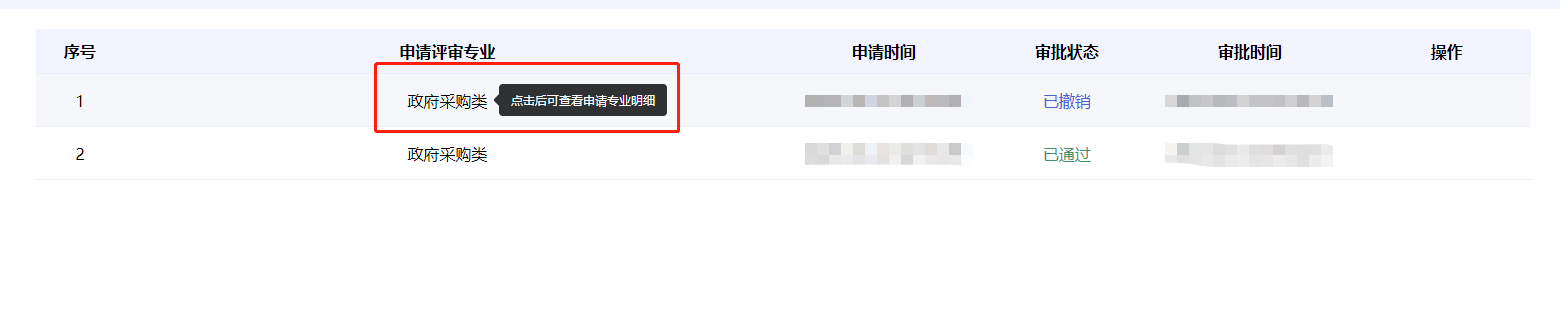 序号 申请评审专业 申请时间 审批状态 审批时间 操作
1 政府采购类 点击后可查看申请专业明细 已撤销
2 政府采购类 已通过